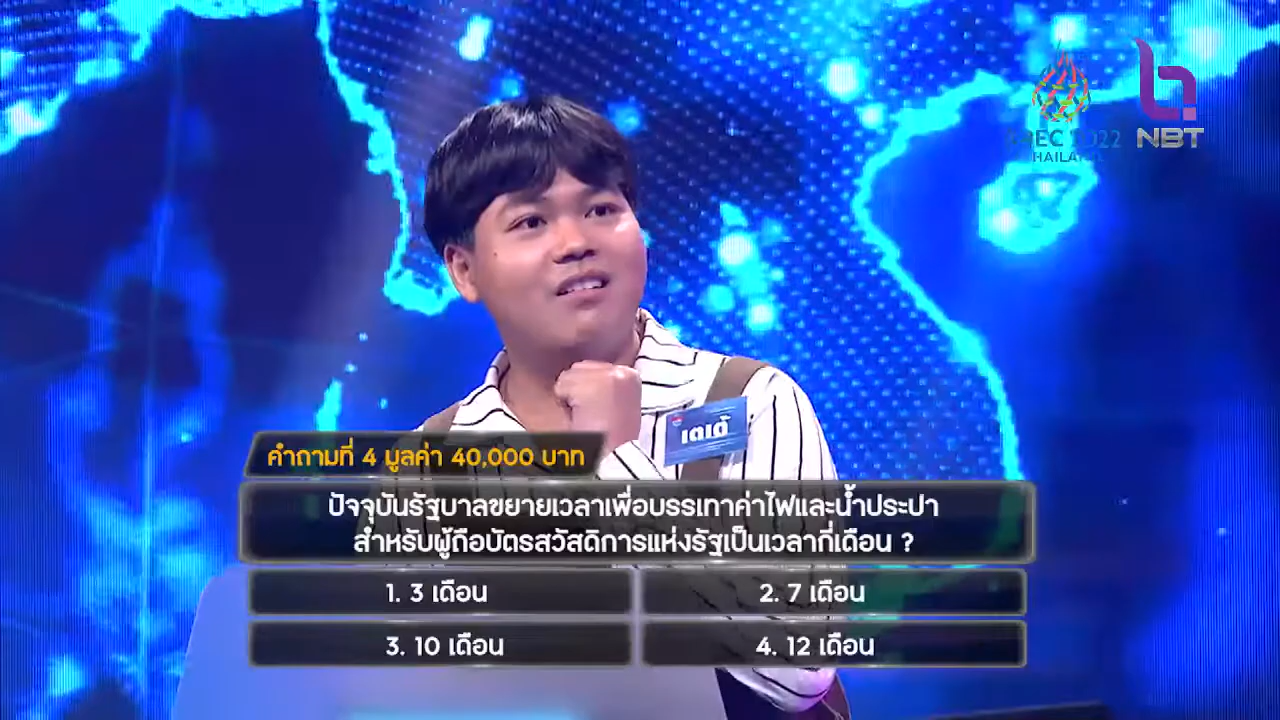 APEC 2022
THAILAND
NBT
เตเต้
คำถามที่ 4 มูลค่า 40,000 บาท
ปัจจุบันรัฐบาลขยายเวลาเพื่อบรรเทาค่าไฟและน้ำประปา
สำหรับผู้ถือบัตรสวัสดิการแห่งรัฐเป็นเวลากี่เดือน ?
1. 3 เดือน
2. 7 เดือน
3. 10 เดือน
4. 12 เดือน